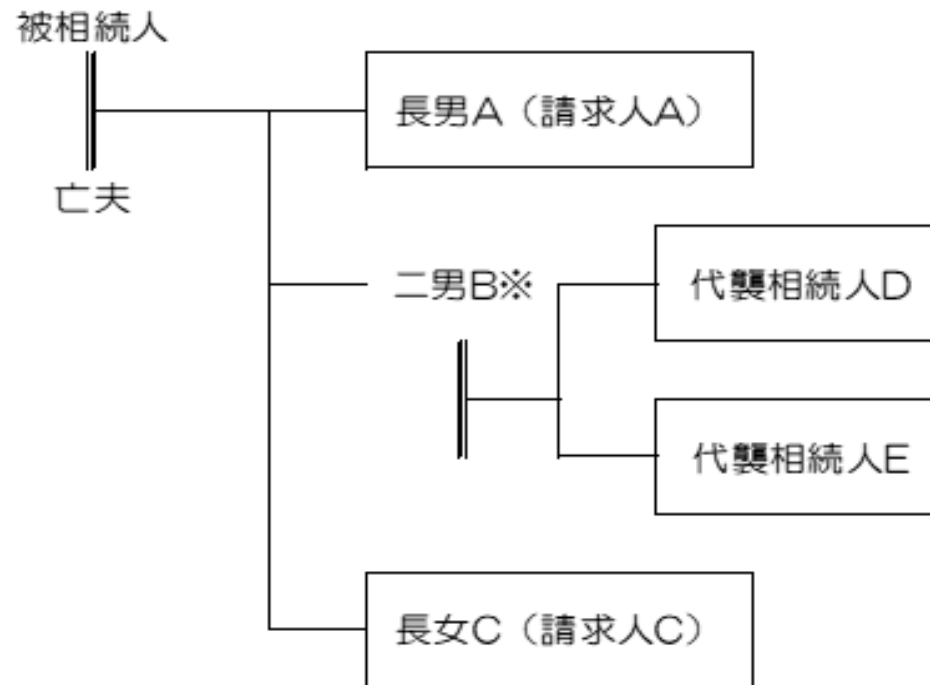 被相続人
長男A（請求人A）
亡夫
二男B※
代襲相続人D
代襲相続人E
長女C（請求人C）